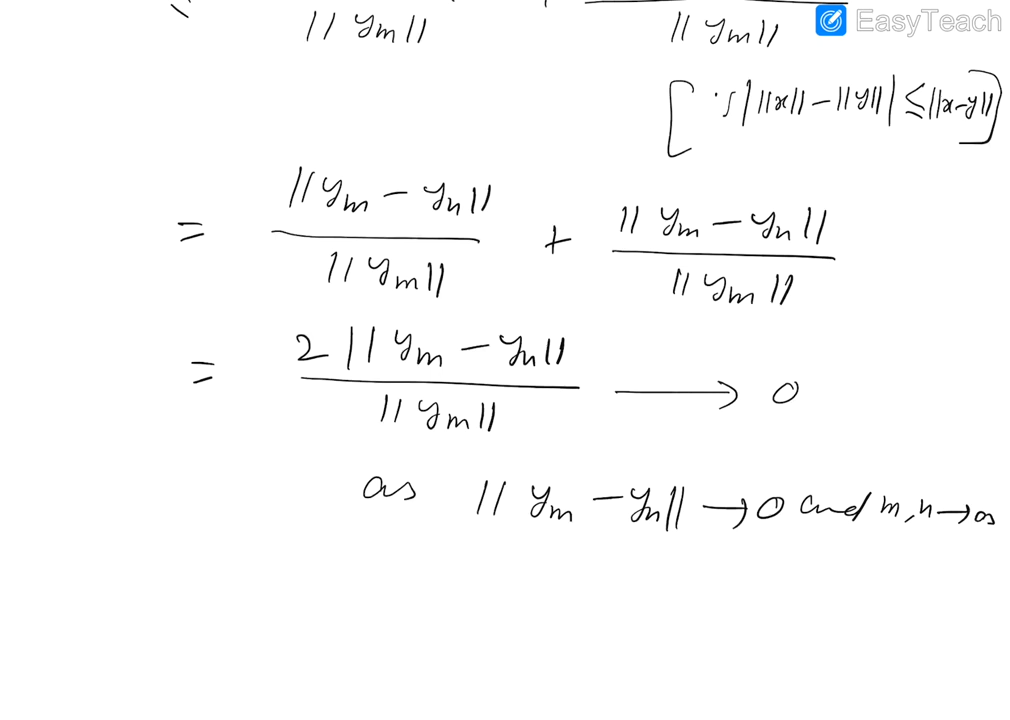 || ym || || ym || EasyTeach
[ ∵ | ||x|| - ||y|| | ≤ ||x-y|| ]
= || ym - yn || / || ym || + || ym - yn || / || ym ||
= 2 || ym - yn || / || ym || ⟶ 0
as || ym - yn || → 0 and m, n → ∞